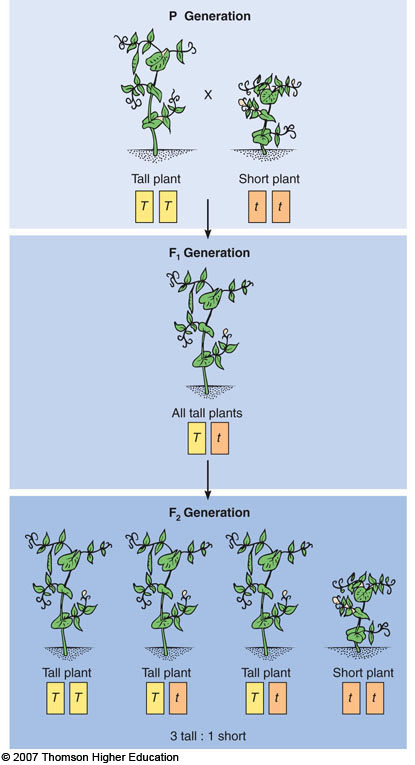 P Generation
X
Tall plant Short plant
T T t t
F₁ Generation
All tall plants
T t
F₂ Generation
Tall plant Tall plant Tall plant Short plant
T T T t T t t t
3 tall : 1 short
© 2007 Thomson Higher Education